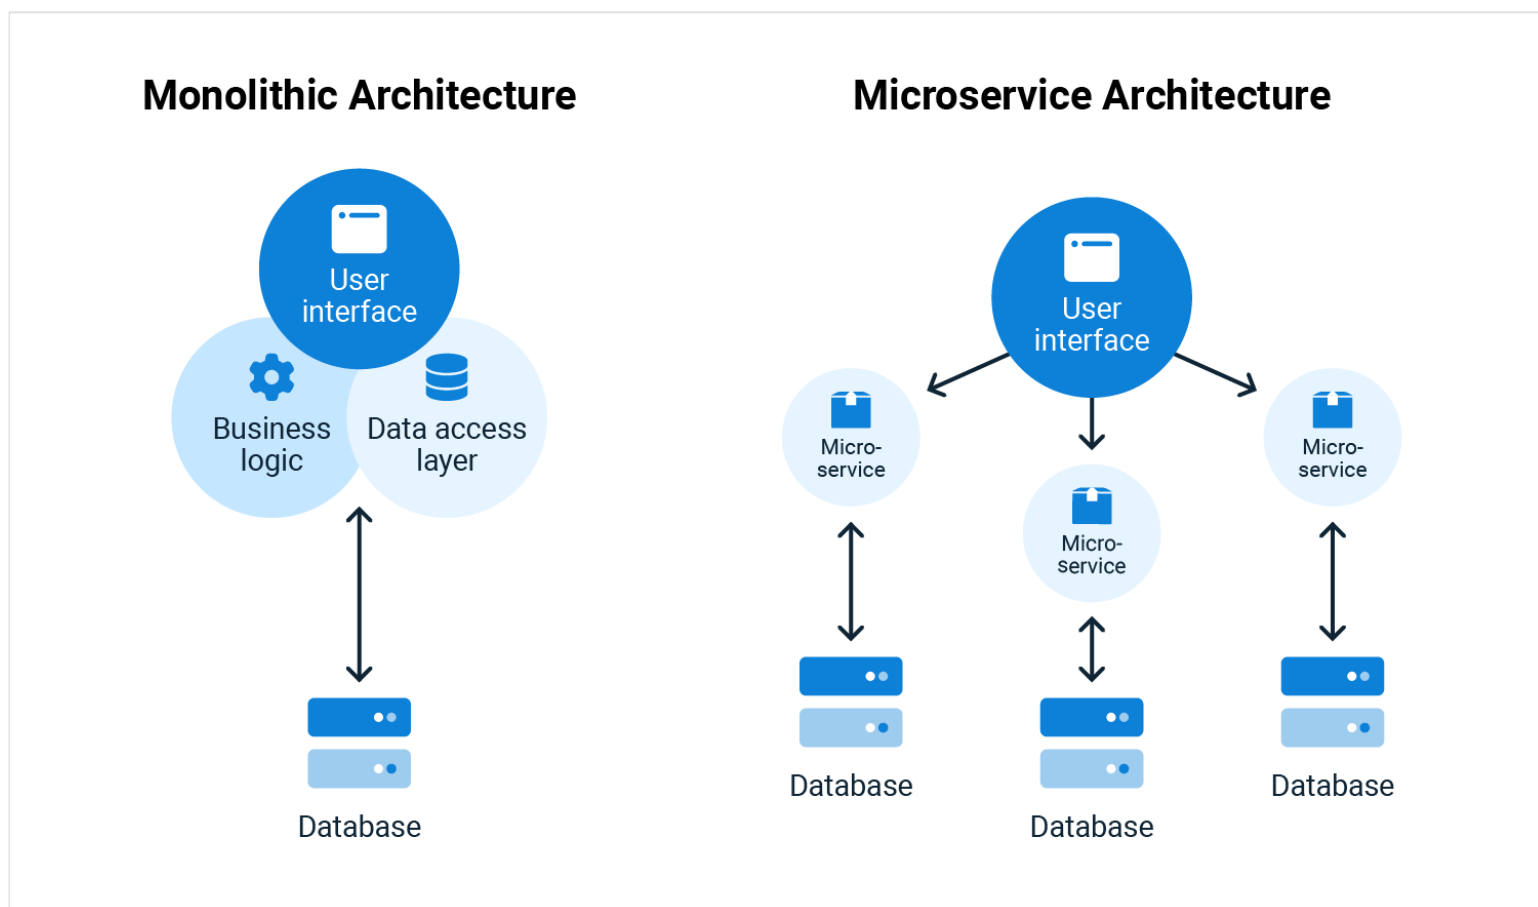 Monolithic Architecture
User
interface
Business
logic
Data access
layer
Database
Microservice Architecture
User
interface
Micro-
service
Micro-
service
Micro-
service
Database
Database
Database